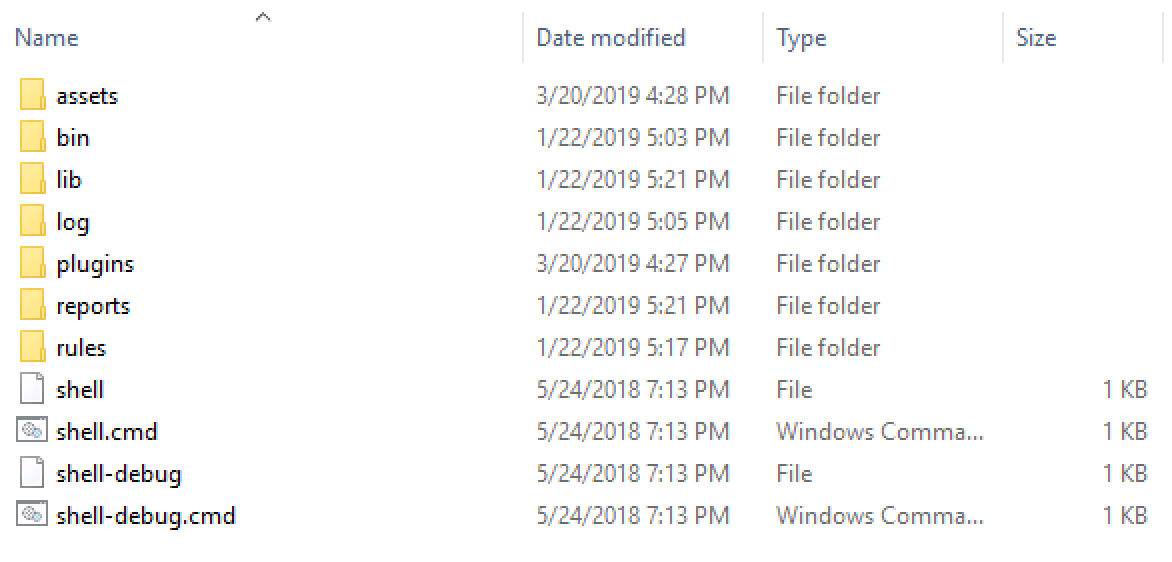 Name Date modified Type Size
assets 3/20/2019 4:28 PM File folder
bin 1/22/2019 5:03 PM File folder
lib 1/22/2019 5:21 PM File folder
log 1/22/2019 5:05 PM File folder
plugins 3/20/2019 4:27 PM File folder
reports 1/22/2019 5:21 PM File folder
rules 1/22/2019 5:17 PM File folder
shell 5/24/2018 7:13 PM File 1 KB
shell.cmd 5/24/2018 7:13 PM Windows Comma... 1 KB
shell-debug 5/24/2018 7:13 PM File 1 KB
shell-debug.cmd 5/24/2018 7:13 PM Windows Comma... 1 KB